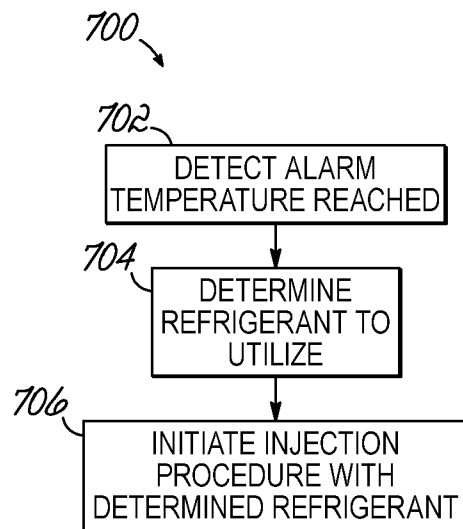 700
702
DETECT ALARM
TEMPERATURE REACHED
704
DETERMINE
REFRIGERANT TO
UTILIZE
706
INITIATE INJECTION
PROCEDURE WITH
DETERMINED REFRIGERANT